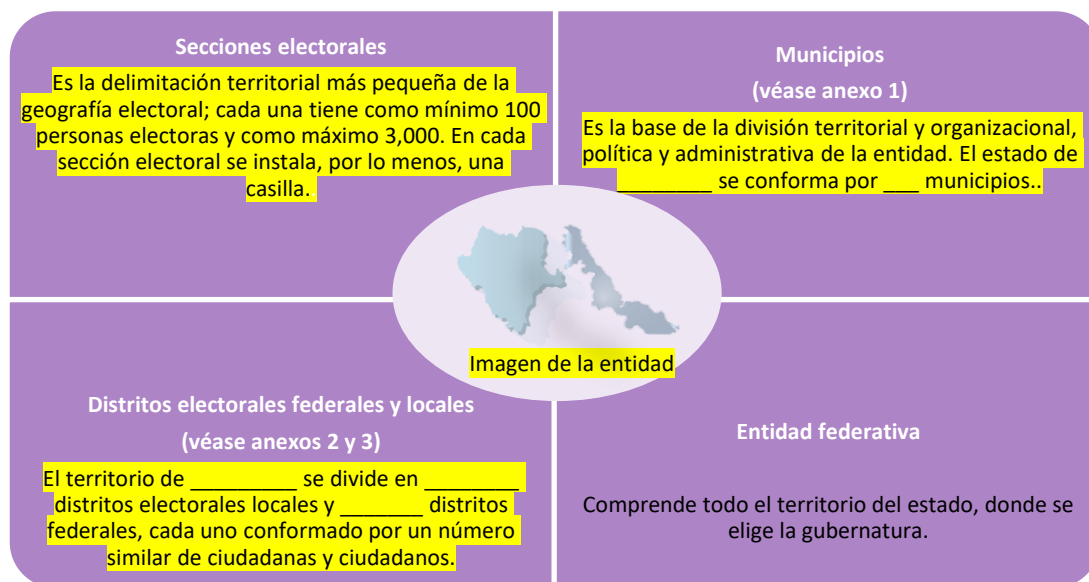 Secciones electorales
Es la delimitación territorial más pequeña de la
geografía electoral; cada una tiene como mínimo 100
personas electoras y como máximo 3,000. En cada
sección electoral se instala, por lo menos, una
casilla.
Municipios
(véase anexo 1)
Es la base de la división territorial y organizacional,
política y administrativa de la entidad. El estado de
________ se conforma por ___ municipios..
Imagen de la entidad
Distritos electorales federales y locales
(véase anexos 2 y 3)
El territorio de _________ se divide en ________
distritos electorales locales y _______ distritos
federales, cada uno conformado por un número
similar de ciudadanas y ciudadanos.
Entidad federativa
Comprende todo el territorio del estado, donde se
elige la gubernatura.